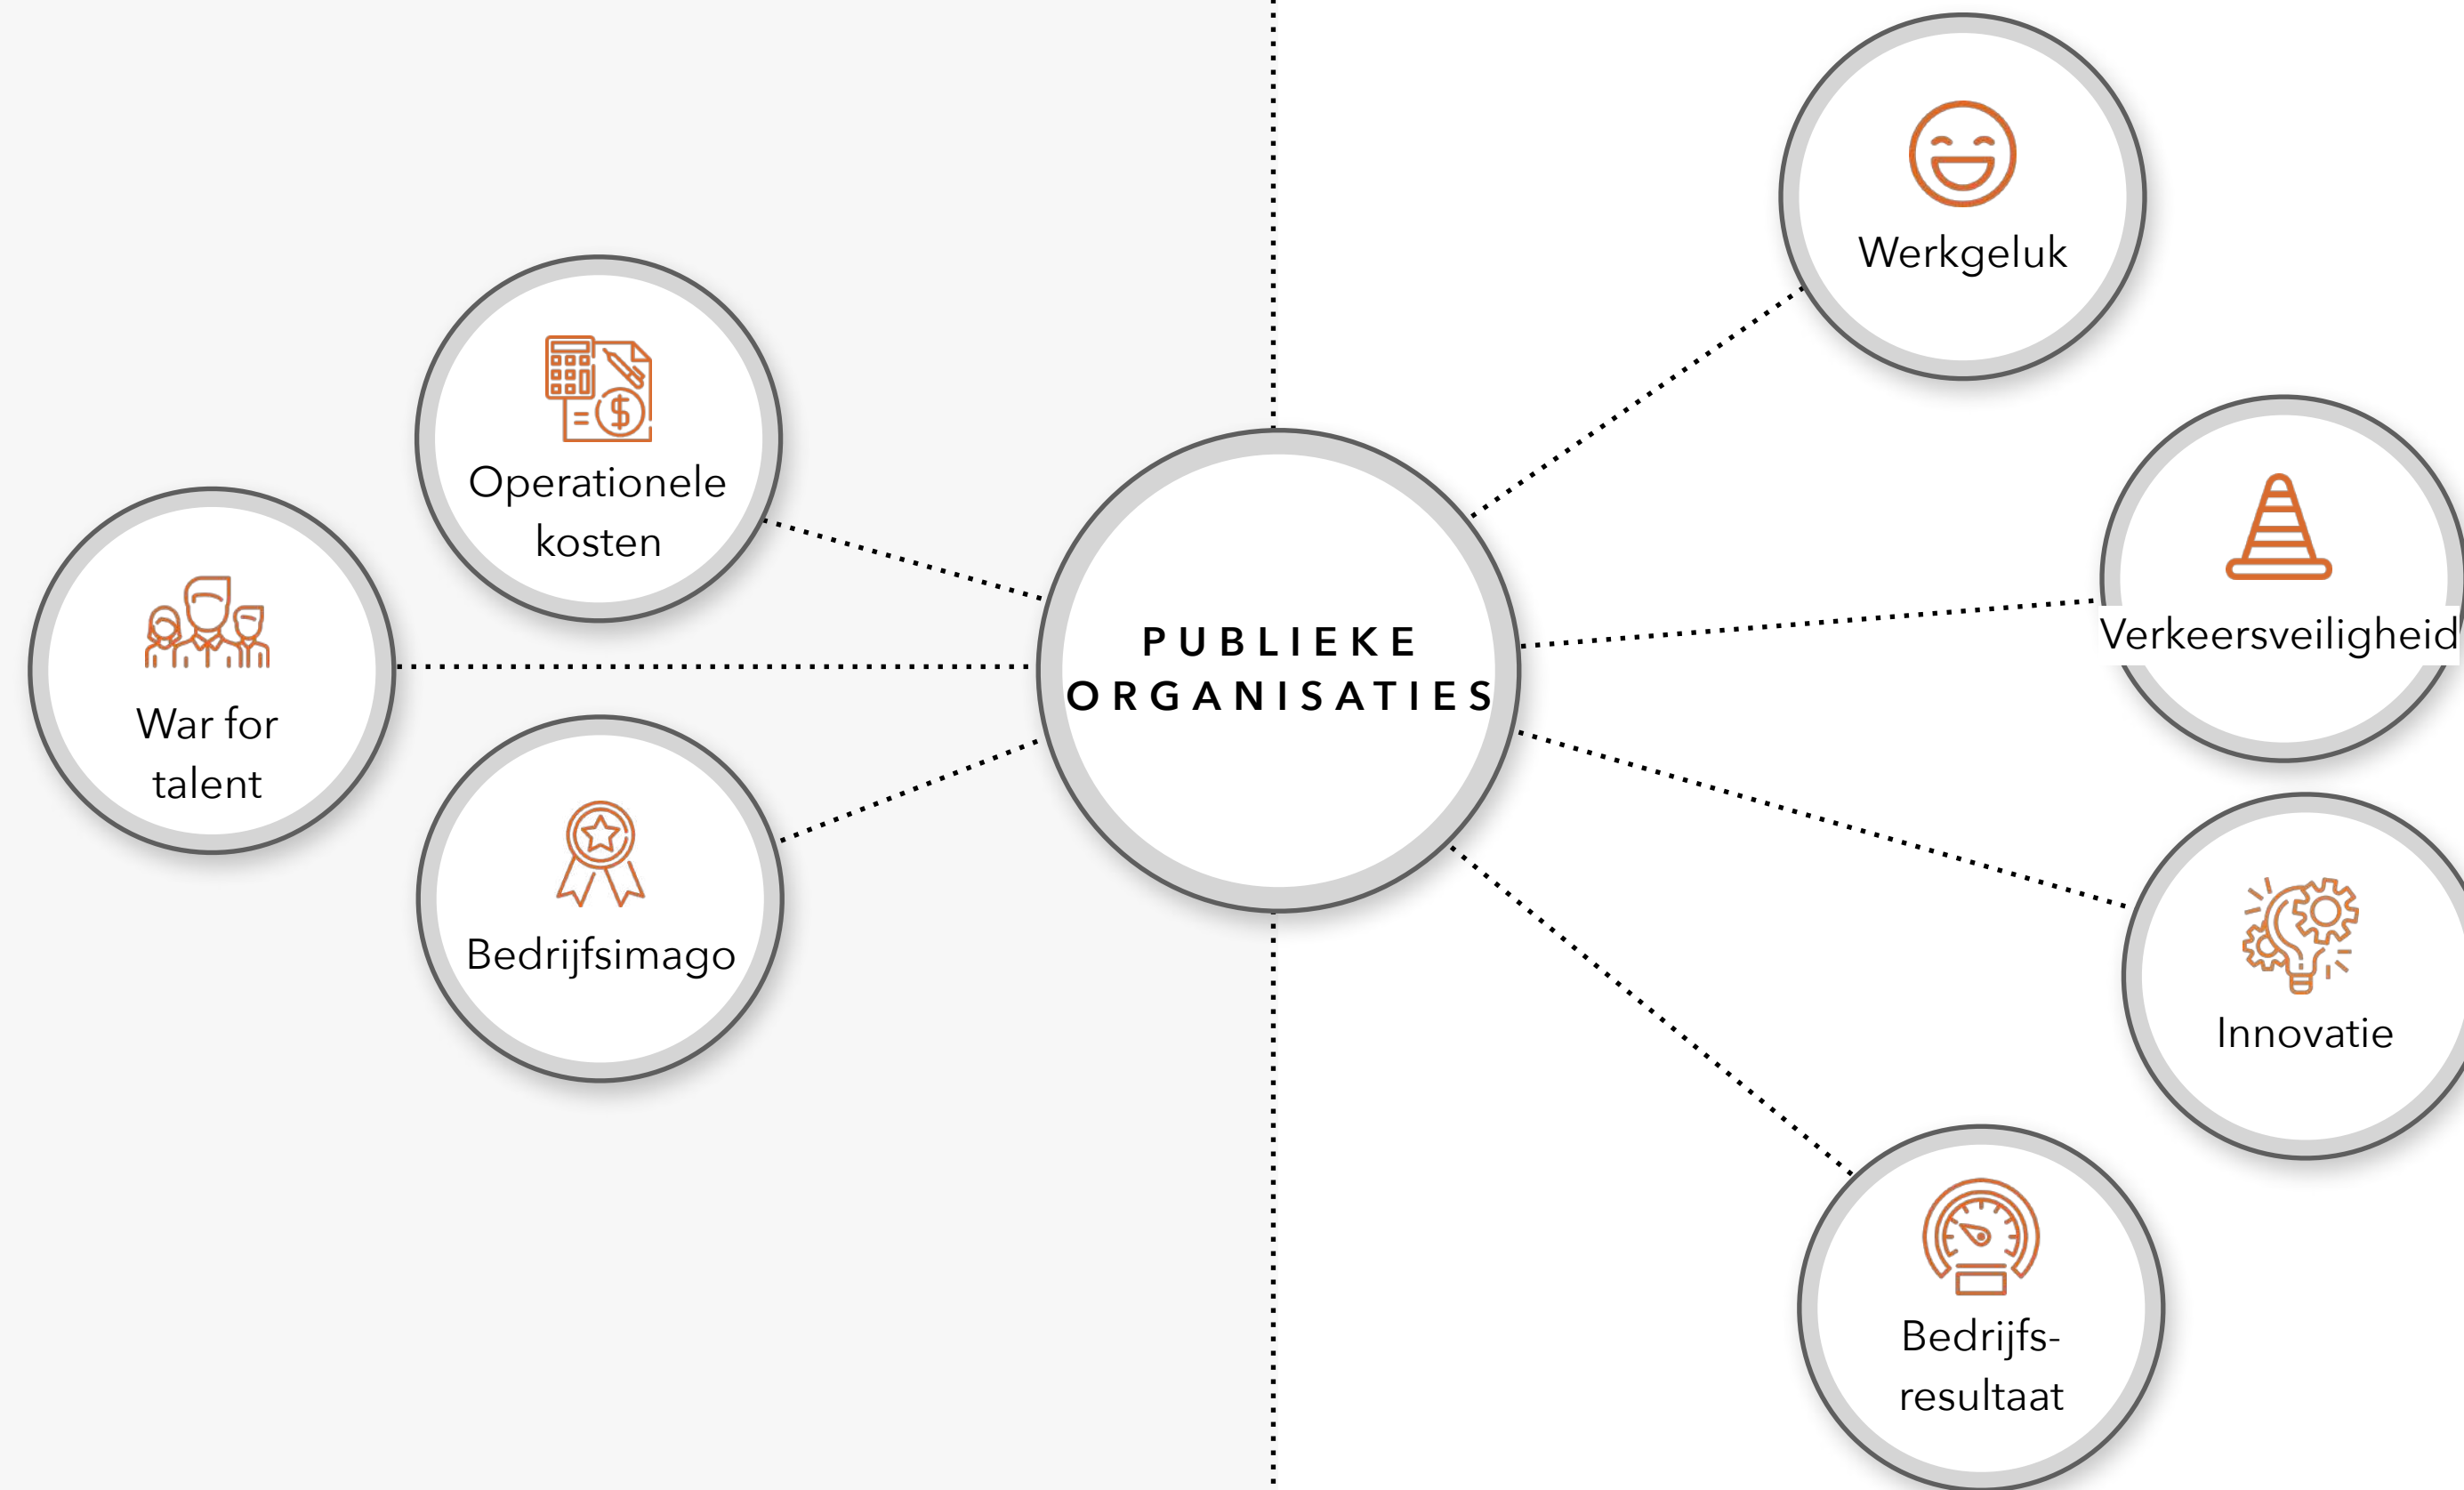 Werkgeluk
Operationele
kosten
War for
talent
PUBLIEKE
ORGANISATIES
Verkeersveiligheid
Bedrijfsimago
Innovatie
Bedrijfs-
resultaat